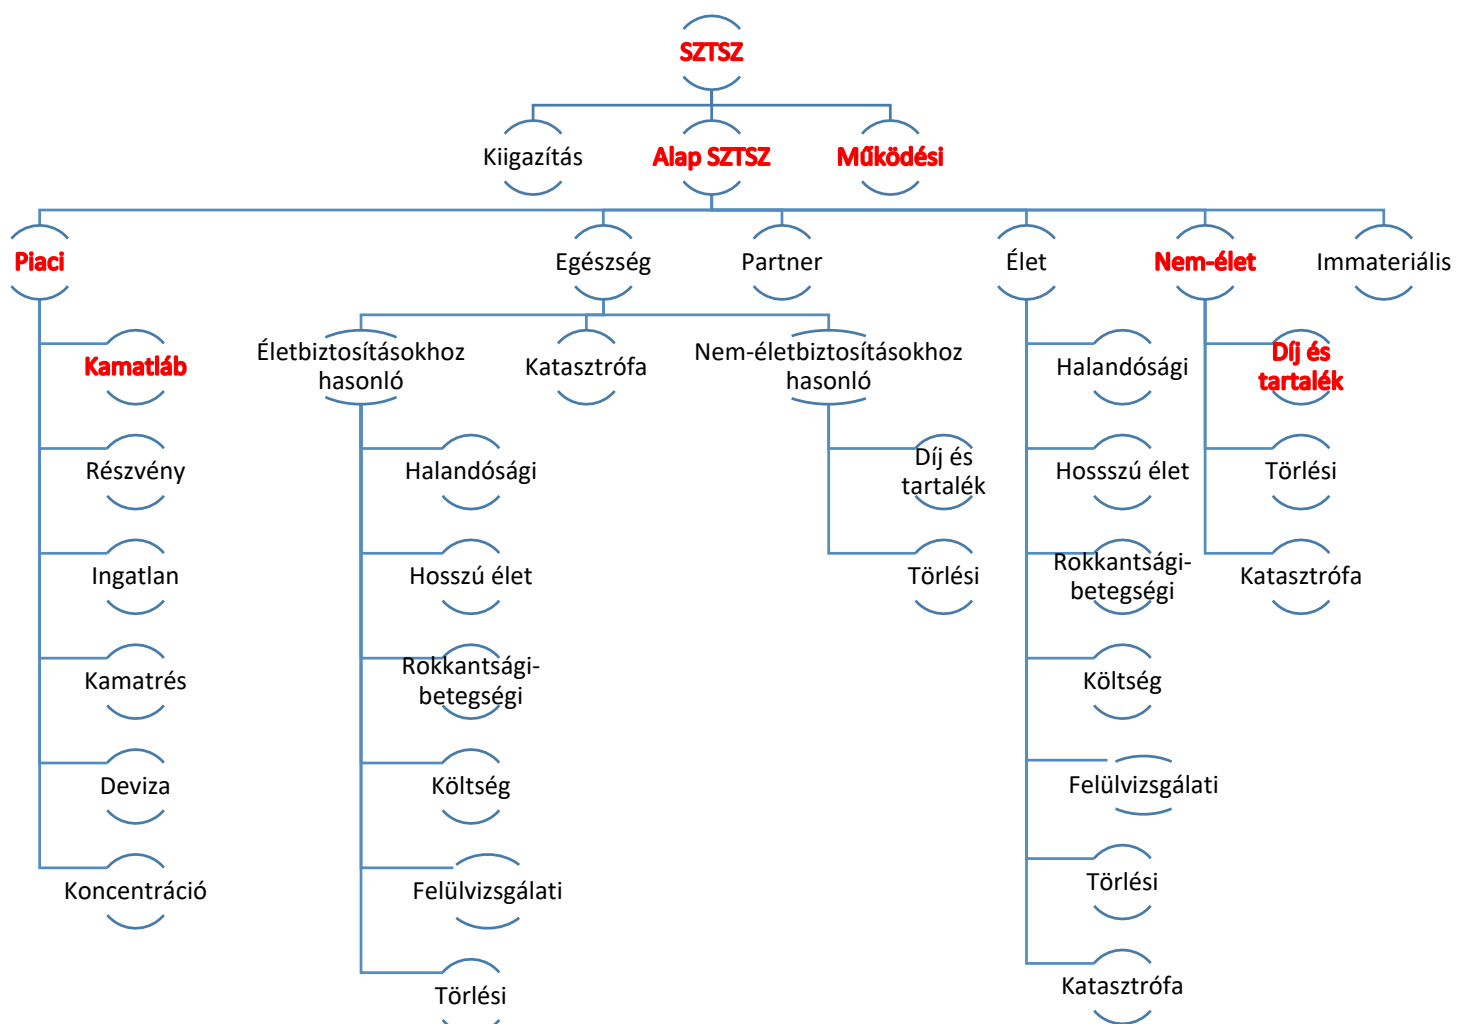 SZTSZ
Kiigazítás
Alap SZTSZ
Működési
Piaci
Egészség
Partner
Élet
Nem-élet
Immateriális
Kamatláb
Részvény
Ingatlan
Kamatrés
Deviza
Koncentráció
Életbiztosításokhoz
hasonló
Halandósági
Hosszú élet
Rokkantsági-
betegségi
Költség
Felülvizsgálati
Törlési
Katasztrófa
Nem-életbiztosításokhoz
hasonló
Díj és
tartalék
Törlési
Halandósági
Hossszú élet
Rokkantsági-
betegségi
Költség
Felülvizsgálati
Törlési
Katasztrófa
Díj és
tartalék
Törlési
Katasztrófa